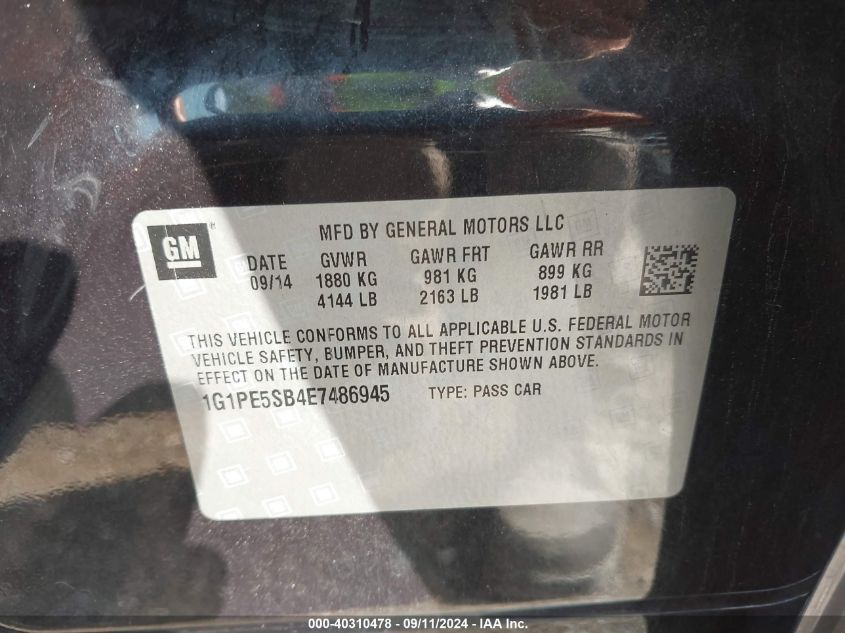 GM
MFD BY GENERAL MOTORS LLC
DATE GVWR GAWR FRT GAWR RR
09/14 1880 KG 981 KG 899 KG
4144 LB 2163 LB 1981 LB
THIS VEHICLE CONFORMS TO ALL APPLICABLE U.S. FEDERAL MOTOR
VEHICLE SAFETY, BUMPER, AND THEFT PREVENTION STANDARDS IN
EFFECT ON THE DATE OF MANUFACTURE SHOWN ABOVE.
1G1PE5SB4E7486945 TYPE: PASS CAR
000-40310478 - 09/11/2024 - IAA Inc.